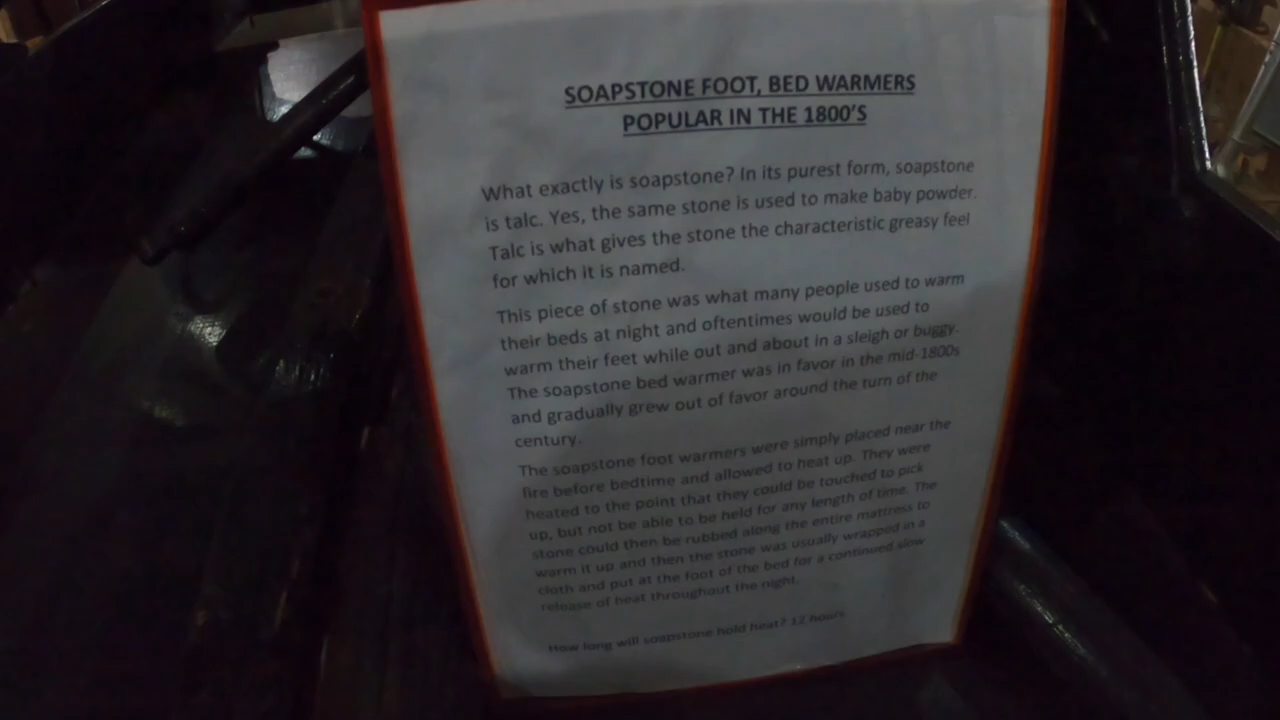 SOAPSTONE FOOT, BED WARMERS
POPULAR IN THE 1800'S
What exactly is soapstone? In its purest form, soapstone
is talc. Yes, the same stone is used to make baby powder.
Talc is what gives the stone the characteristic greasy feel
for which it is named.
This piece of stone was what many people used to warm
their beds at night and oftentimes would be used to
warm their feet while out and about in a sleigh or buggy.
The soapstone bed warmer was in favor in the mid-1800s
and gradually grew out of favor around the turn of the
century.
The soapstone foot warmers were simply placed near the
fire before bedtime and allowed to heat up. They were
heated to the point that they could be touched to pick
up, but not be able to be held for any length of time. The
stone could then be rubbed along the entire mattress to
warm it up and then the stone was usually wrapped in a
cloth and put at the foot of the bed for a continued slow
release of heat throughout the night.
How long will soapstone hold heat? 12 hours